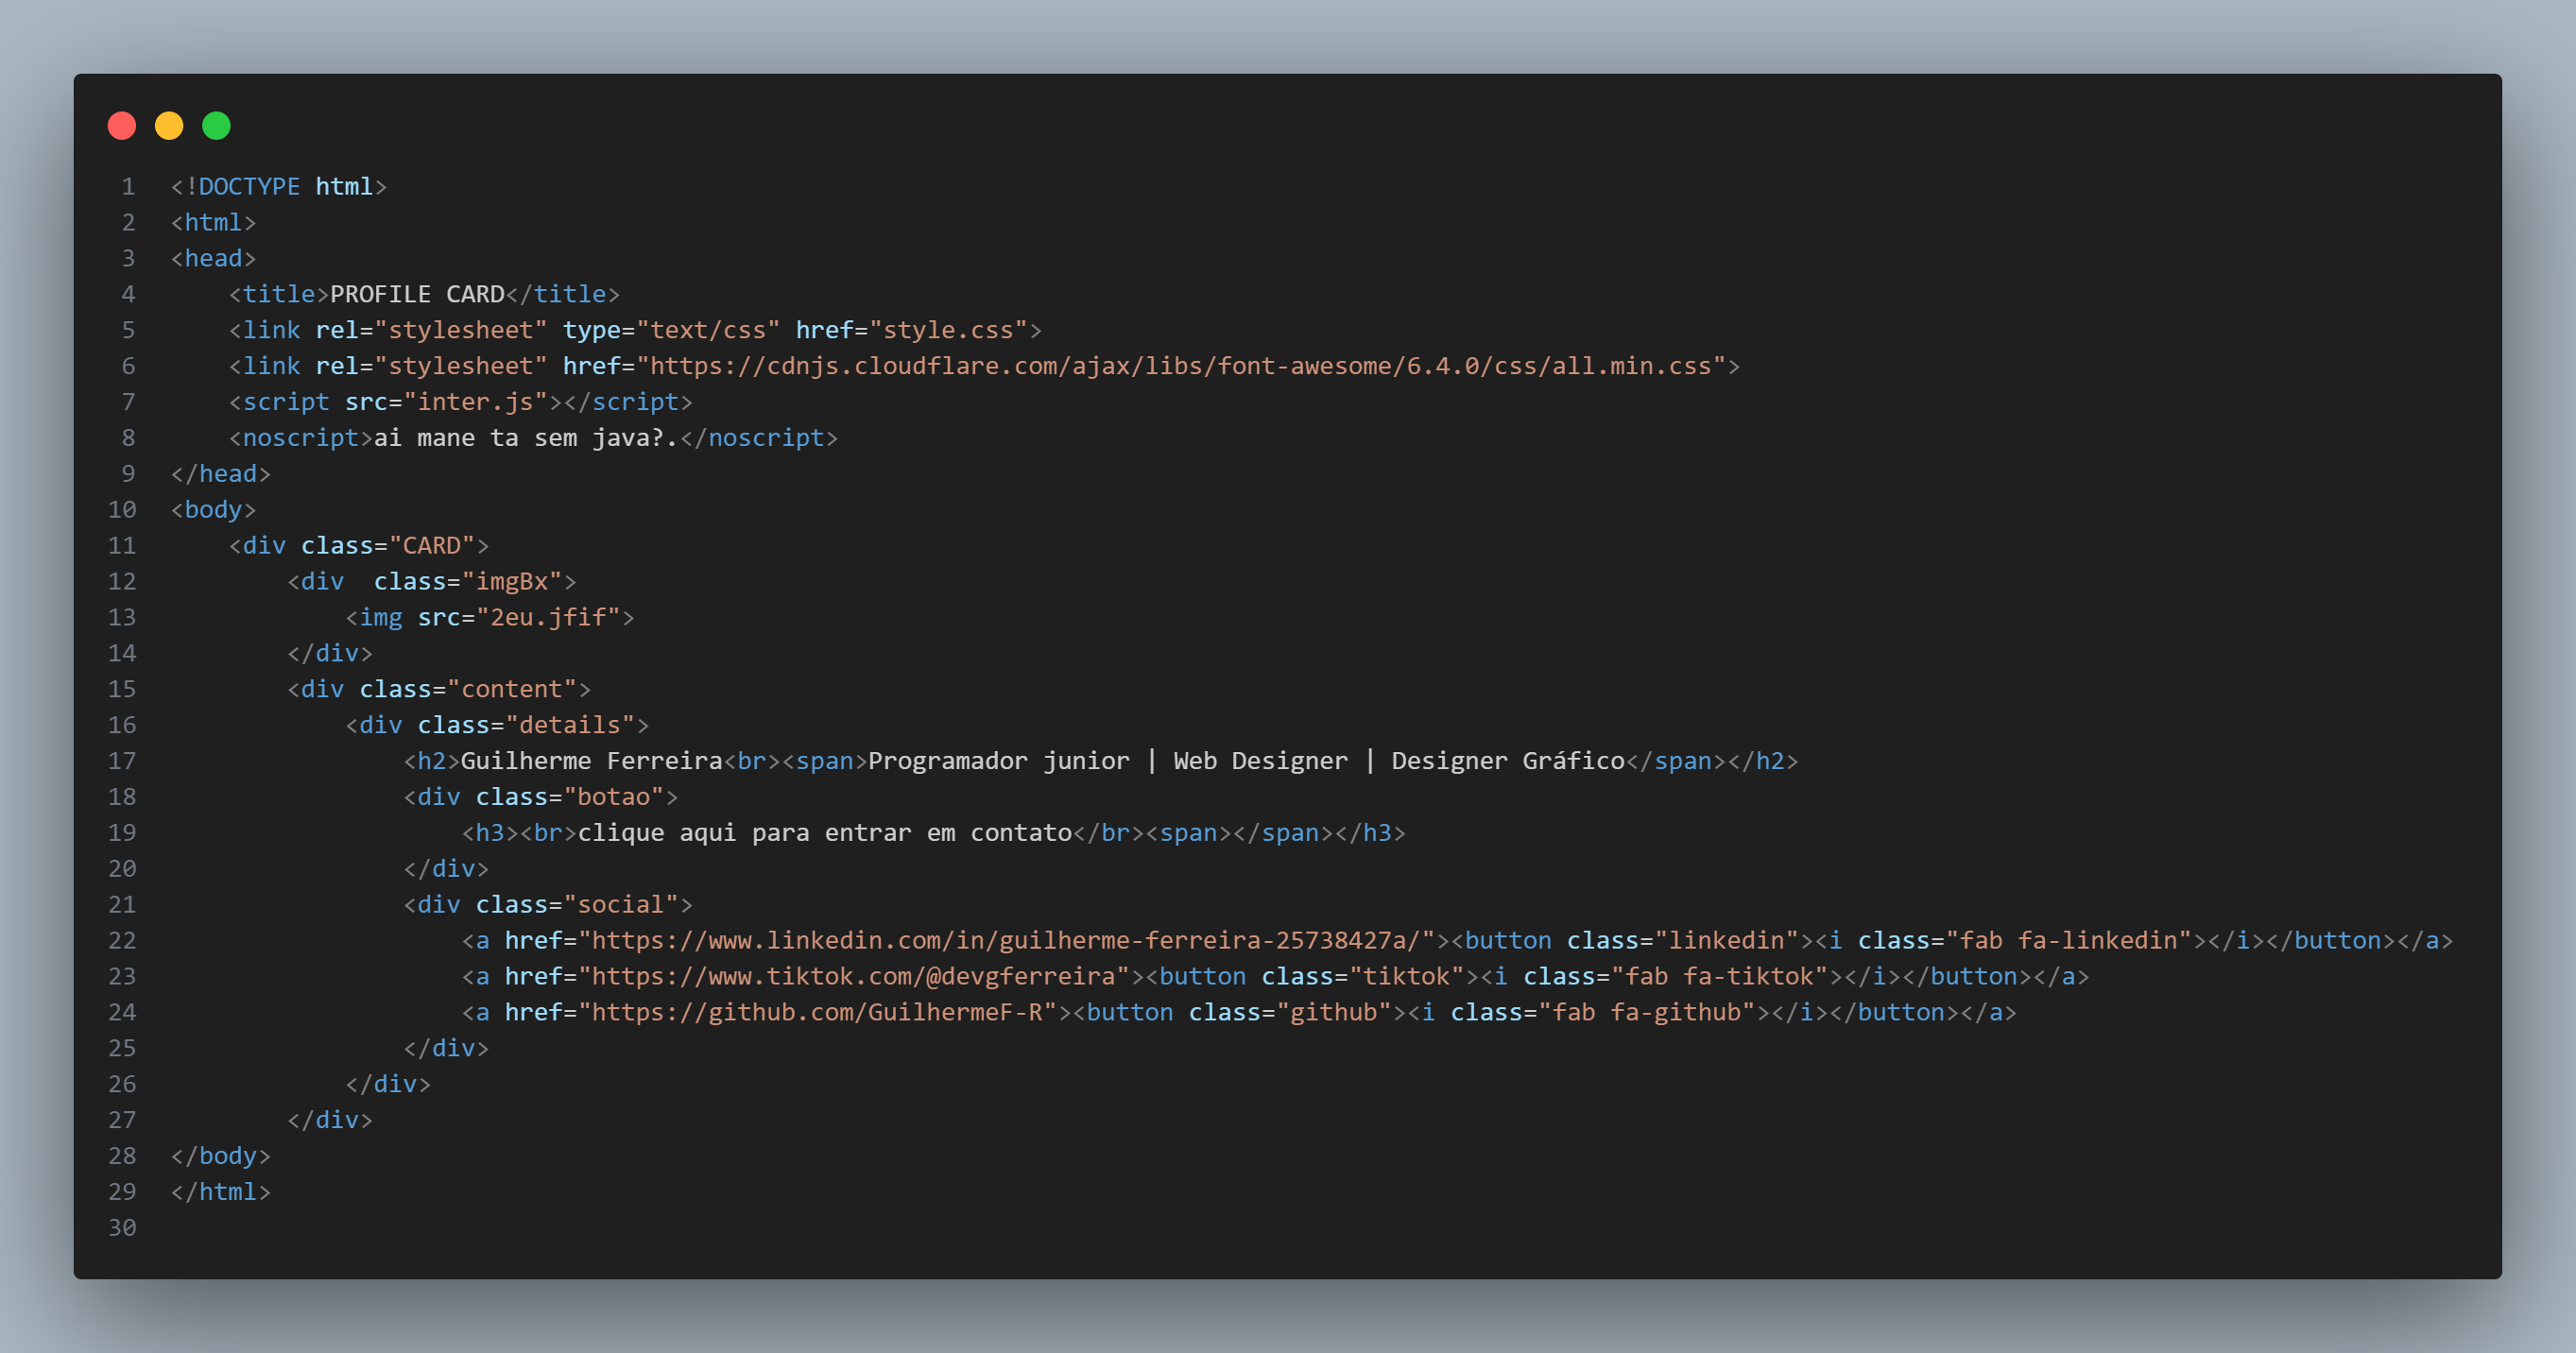 1 <!DOCTYPE html>
2 <html>
3 <head>
4     <title>PROFILE CARD</title>
5     <link rel="stylesheet" type="text/css" href="style.css">
6     <link rel="stylesheet" href="https://cdnjs.cloudflare.com/ajax/libs/font-awesome/6.4.0/css/all.min.css">
7     <script src="inter.js"></script>
8     <noscript>ai mane ta sem java?.</noscript>
9 </head>
10 <body>
11     <div class="CARD">
12         <div  class="imgBx">
13             <img src="2eu.jfif">
14         </div>
15         <div class="content">
16             <div class="details">
17                 <h2>Guilherme Ferreira<br><span>Programador junior | Web Designer | Designer Gráfico</span></h2>
18                 <div class="botao">
19                     <h3><br>clique aqui para entrar em contato</br><span></span></h3>
20                 </div>
21                 <div class="social">
22                     <a href="https://www.linkedin.com/in/guilherme-ferreira-25738427a/"><button class="linkedin"><i class="fab fa-linkedin"></i></button></a>
23                     <a href="https://www.tiktok.com/@devgferreira"><button class="tiktok"><i class="fab fa-tiktok"></i></button></a>
24                     <a href="https://github.com/GuilhermeF-R"><button class="github"><i class="fab fa-github"></i></button></a>
25                 </div>
26             </div>
27         </div>
28 </body>
29 </html>
30